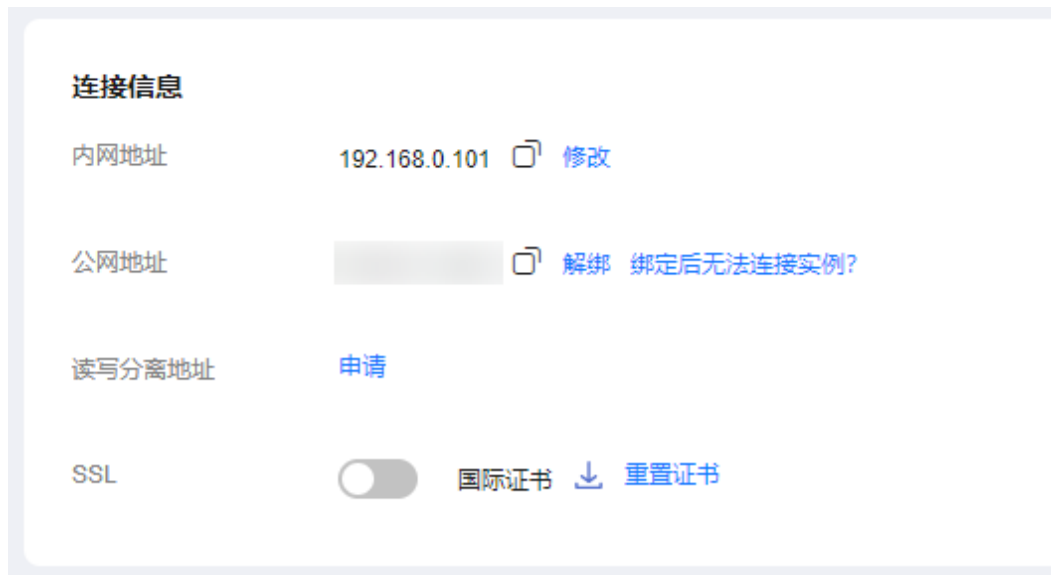 连接信息
内网地址 192.168.0.101 修改
公网地址 解绑 绑定后无法连接实例?
读写分离地址 申请
SSL 国际证书 重置证书